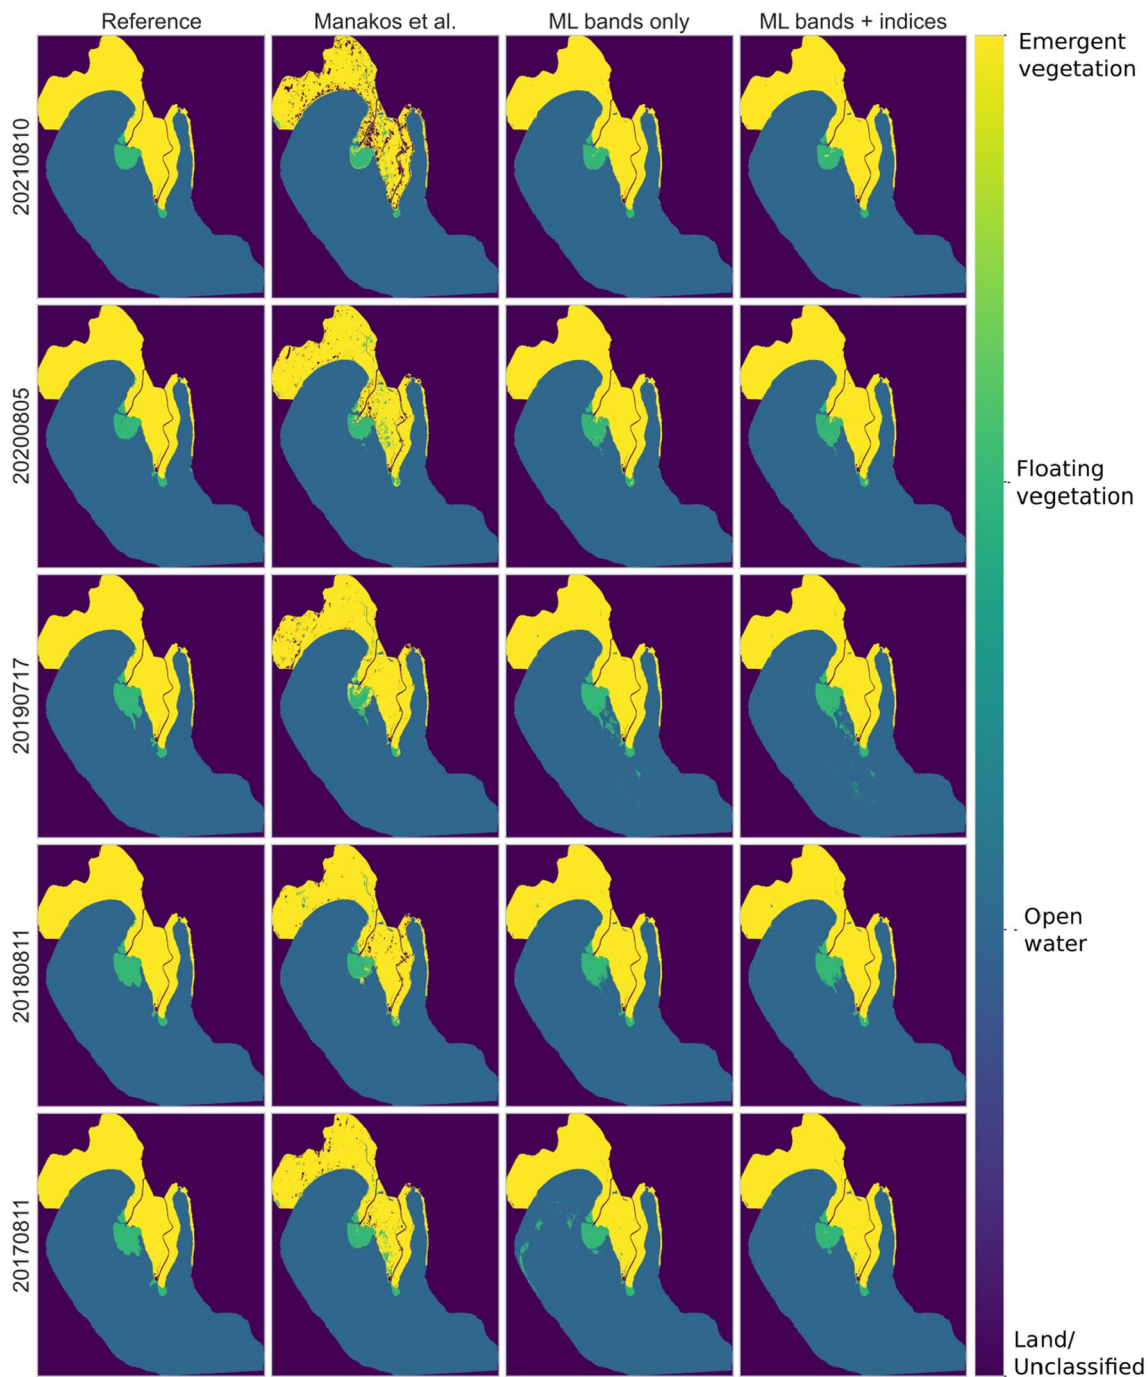 Reference
Manakos et al.
ML bands only
ML bands + indices
20210810
20200805
20190717
20180811
20170811
Emergent
vegetation
Floating
vegetation
Open
water
Land/
Unclassified